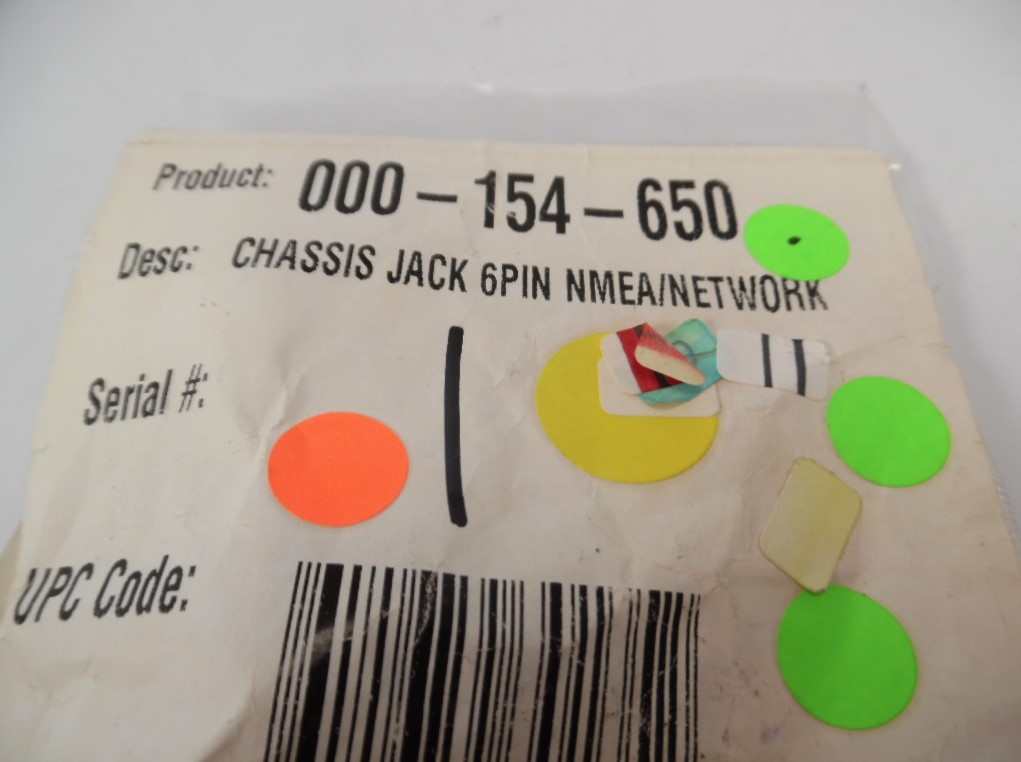 Product: 000-154-650
Desc: CHASSIS JACK 6PIN NMEA/NETWORK
Serial #:
UPC Code: